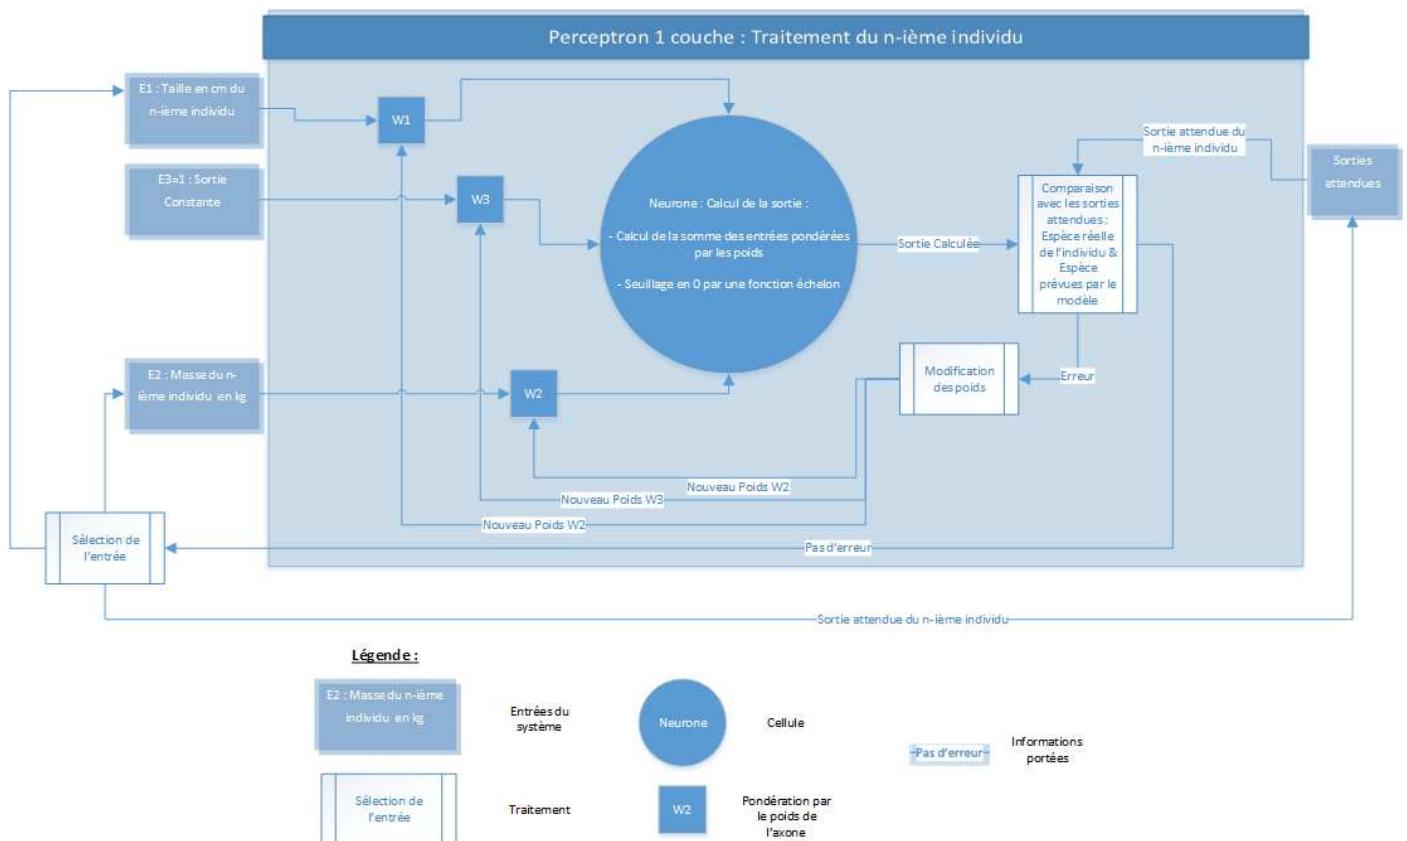 Perceptron 1 couche : Traitement du n-ième individu
E1 : Taille en cm du
n-ième individu
W1
Sortie attendue du
n-ième individu
Sorties
attendues
E3=1 : Sortie
Constante
W3
Neurone : Calcul de la sortie :
- Calcul de la somme des entrées pondérées
par les poids
- Seuillage en 0 par une fonction échelon
Sortie Calculée
Comparaison
avec les sorties
attendues :
Espèce réelle
de l'individu &
Espèce
prévues par le
modèle
E2 : Masse du n-
ième individu en kg
W2
Modification
des poids
Erreur
Nouveau Poids W2
Nouveau Poids W3
Nouveau Poids W2
Sélection de
l'entrée
Pas d'erreur
Sortie attendue du n-ième individu
Légende :
E2 : Masse du n-ième
individu en kg
Entrées du
système
Neurone
Cellule
Pas d'erreur
Informations
portées
Sélection de
l'entrée
Traitement
W2
Pondération par
le poids de
l'axone